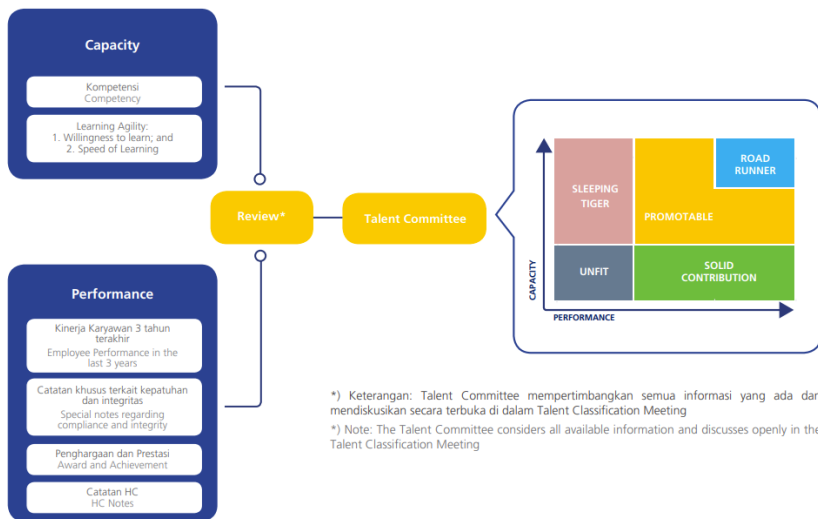 Capacity
Kompetensi
Competency
Learning Agility:
1. Willingness to learn; and
2. Speed of Learning
Review*
Talent Committee
Performance
Kinerja Karyawan 3 tahun
terakhir
Employee Performance in the
last 3 years
Catatan khusus terkait kepatuhan
dan integritas
Special notes regarding
compliance and integrity
Penghargaan dan Prestasi
Award and Achievement
Catatan HC
HC Notes
CAPACITY
SLEEPING
TIGER
ROAD
RUNNER
PROMOTABLE
UNFIT
SOLID
CONTRIBUTION
PERFORMANCE
*) Keterangan: Talent Committee mempertimbangkan semua informasi yang ada dan
mendiskusikan secara terbuka di dalam Talent Classification Meeting
*) Note: The Talent Committee considers all available information and discusses openly in the
Talent Classification Meeting